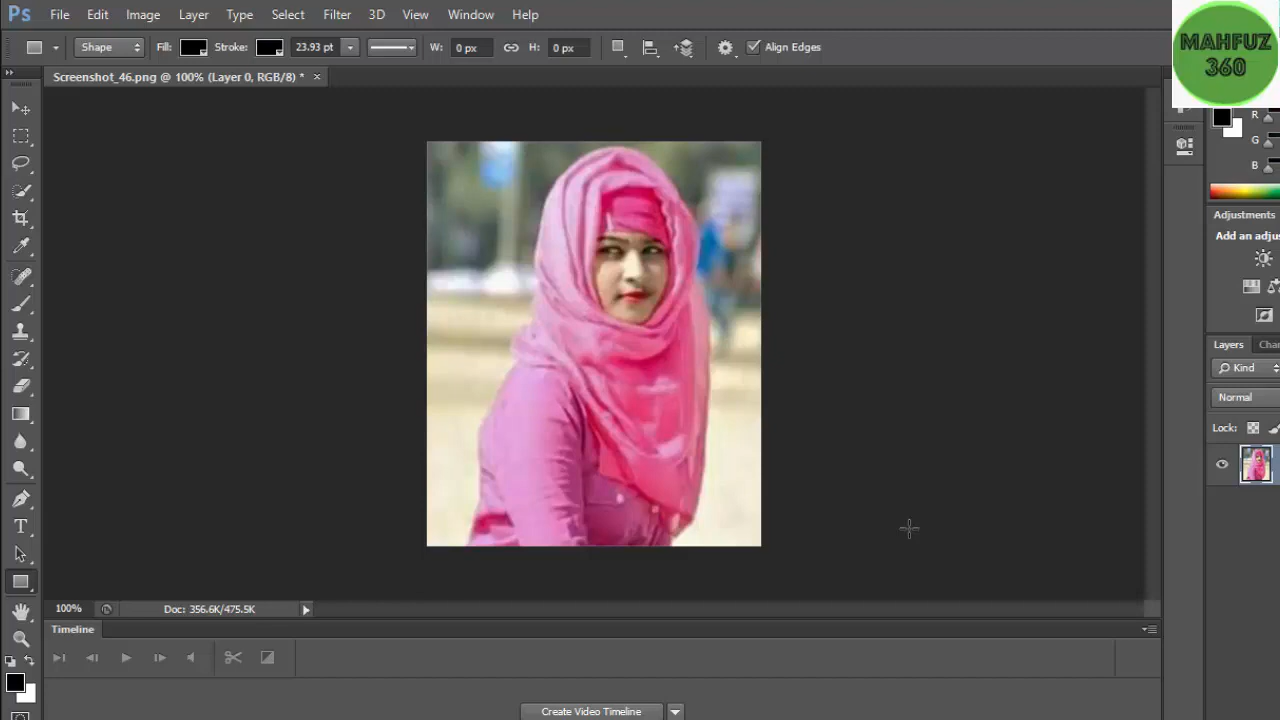 Ps File Edit Image Layer Type Select Filter 3D View Window Help
Shape Fill: Stroke: 23.93 pt W: 0 px H: 0 px Align Edges
MAHFUZ
360
Screenshot_46.png @ 100% (Layer 0, RGB/8) * ×
R
G
B
Adjustments
Add an adju
Layers Cha
Kind
Normal
Lock:
T
100% Doc: 356.6K/475.5K
Timeline
Create Video Timeline